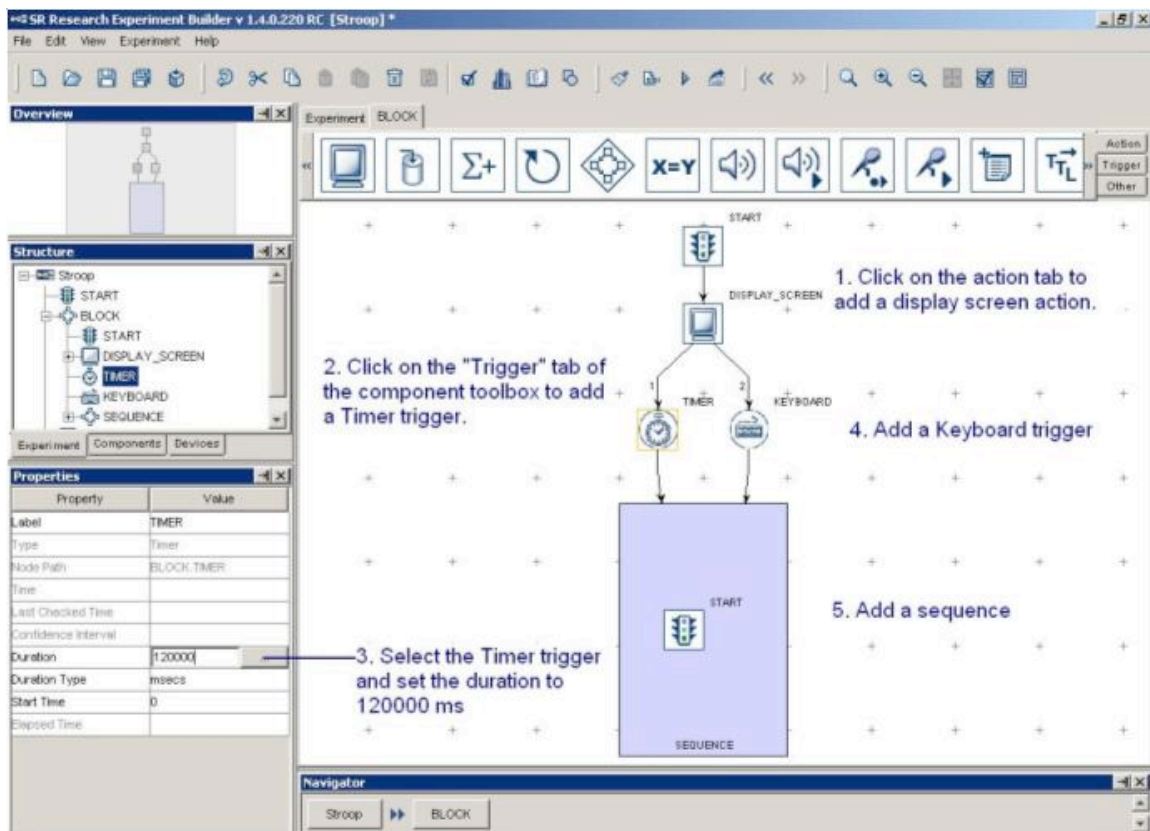 SR Research Experiment Builder v 1.4.0.220 RC [Stroop] *
File Edit View Experiment Help
Overview
Experiment BLOCK
Σ+
X=Y
TTL
Action
Trigger
Other
Structure
Stroop
START
BLOCK
START
DISPLAY_SCREEN
TIMER
KEYBOARD
SEQUENCE
Experiment Components Devices
Properties
Property Value
Label TIMER
Type Timer
Node Path BLOCK.TIMER
Time
Last Checked Time
Confidence Interval
Duration 120000
Duration Type msecs
Start Time 0
Elapsed Time
START
1. Click on the action tab to
add a display screen action.
DISPLAY_SCREEN
2. Click on the "Trigger" tab of
the component toolbox to add
a Timer trigger.
1 2
TIMER KEYBOARD
4. Add a Keyboard trigger
START
5. Add a sequence
3. Select the Timer trigger
and set the duration to
120000 ms
SEQUENCE
Navigator
Stroop BLOCK